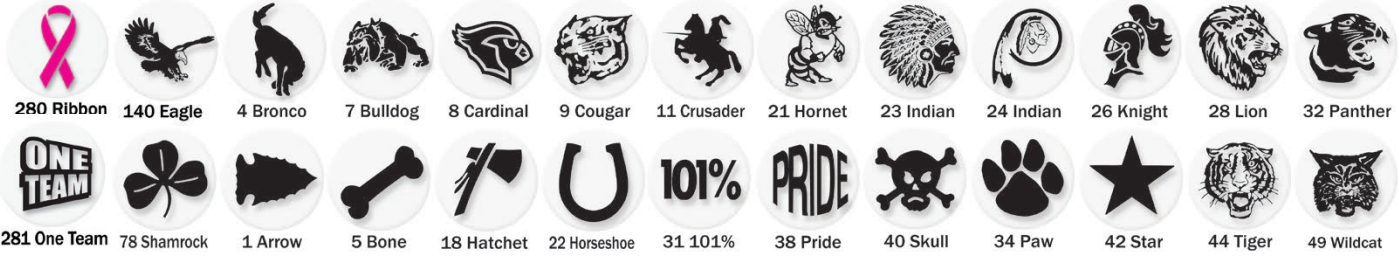 280 Ribbon 140 Eagle 4 Bronco 7 Bulldog 8 Cardinal 9 Cougar 11 Crusader 21 Hornet 23 Indian 24 Indian 26 Knight 28 Lion 32 Panther
ONE
TEAM
101%
PRIDE
281 One Team 78 Shamrock 1 Arrow 5 Bone 18 Hatchet 22 Horseshoe 31 101% 38 Pride 40 Skull 34 Paw 42 Star 44 Tiger 49 Wildcat